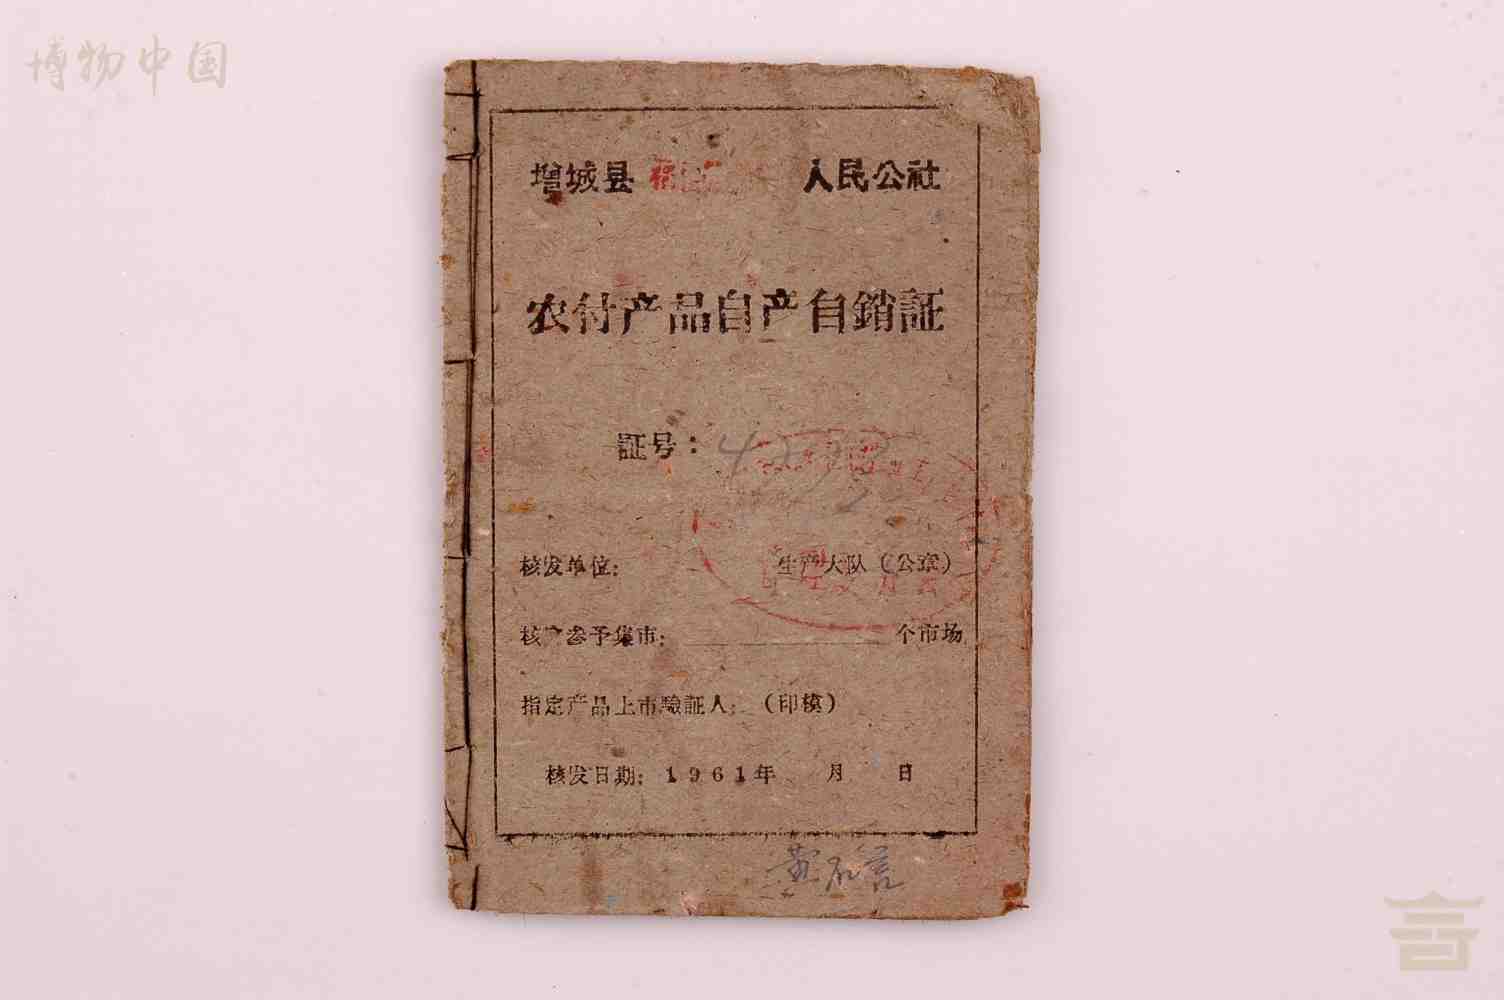 博物中国
增城县 人民公社
农付产品自产自銷証
証号：
核发单位： 生产大队（公章）
核定参予集市： 个市场
指定产品上市驗証人：（印模）
核发日期：1961年 月 日